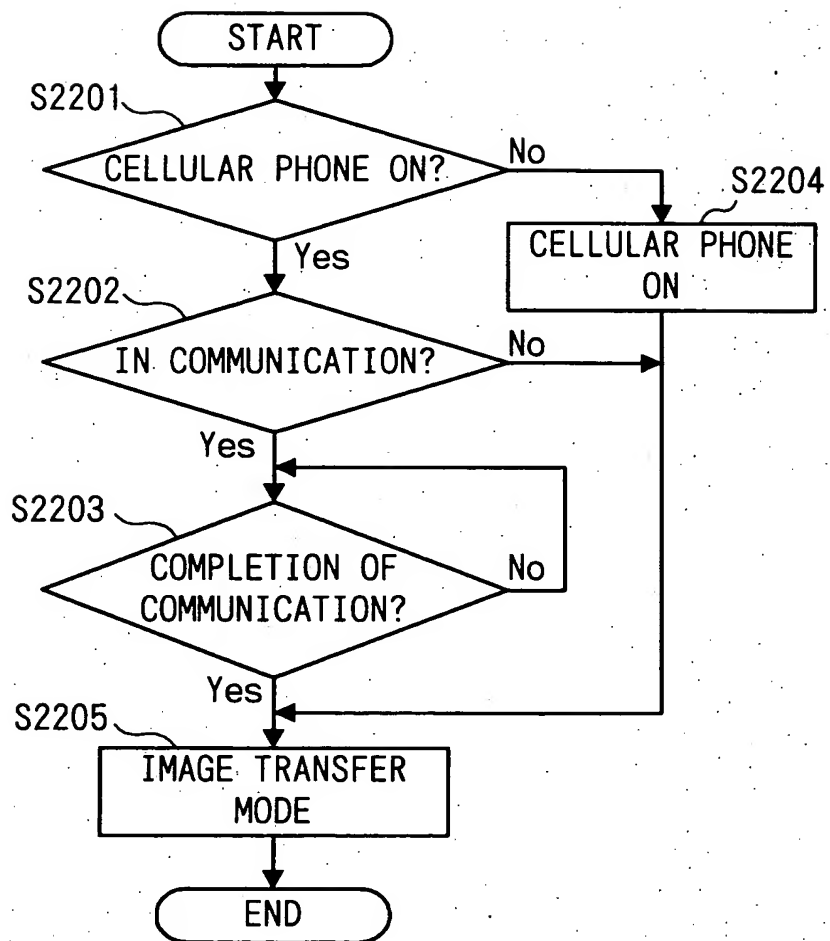 START
S2201
CELLULAR PHONE ON?
No
S2204
CELLULAR PHONE
ON
Yes
S2202
IN COMMUNICATION?
No
Yes
S2203
COMPLETION OF
COMMUNICATION?
No
Yes
S2205
IMAGE TRANSFER
MODE
END